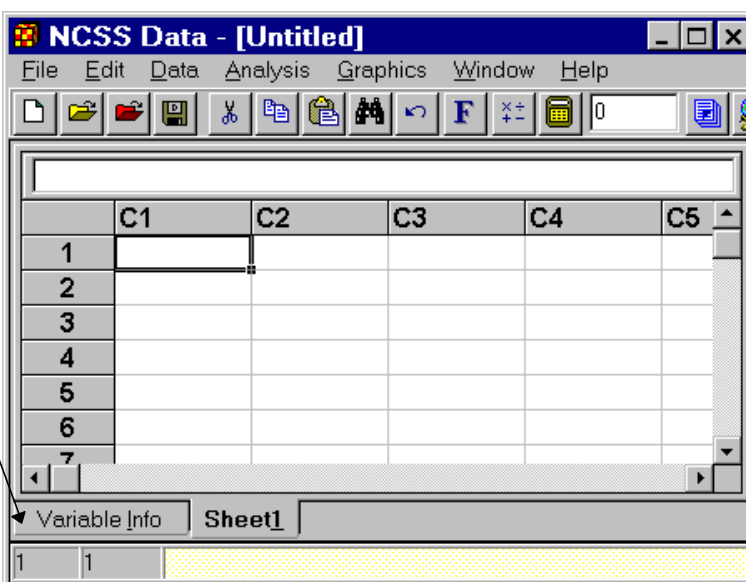 NCSS Data - [Untitled]
File Edit Data Analysis Graphics Window Help
F 0
C1 C2 C3 C4 C5
1
2
3
4
5
6
7
Variable Info Sheet1
1 1